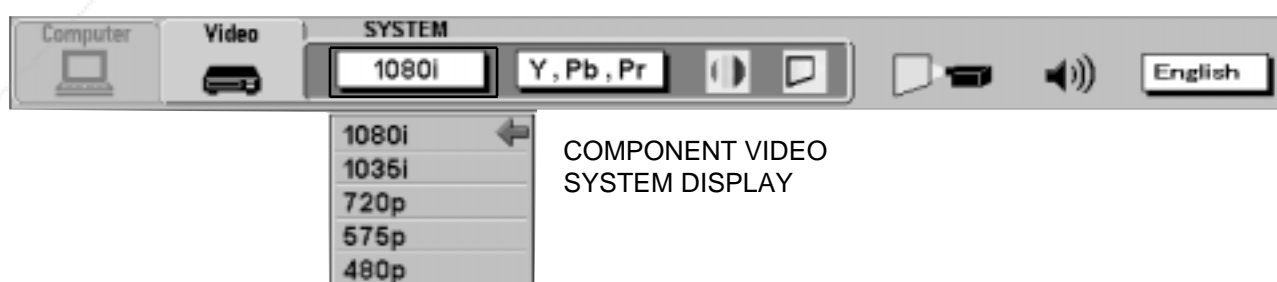 Computer Video SYSTEM
1080i Y , Pb , Pr English
1080i
1035i
720p
575p
480p
COMPONENT VIDEO
SYSTEM DISPLAY